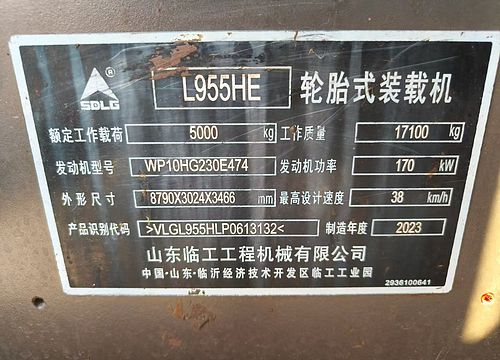 SDLG ® L955HE 轮胎式装载机
额定工作载荷 5000 kg 工作质量 17100 kg
发动机型号 WP10HG230E474 发动机功率 170 kW
外形尺寸 8790X3024X3466 mm 最高设计速度 38 km/h
产品识别代码 >VLGL955HLP0613132< 制造年度 2023
山东临工工程机械有限公司
中国·山东·临沂经济技术开发区临工工业园
2936100641